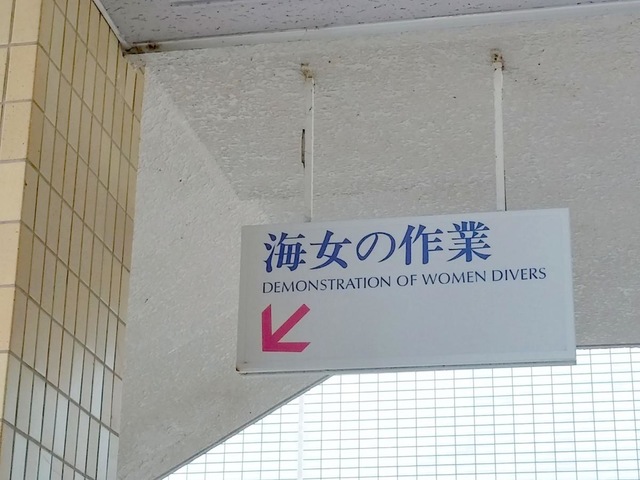 海女の作業
DEMONSTRATION OF WOMEN DIVERS